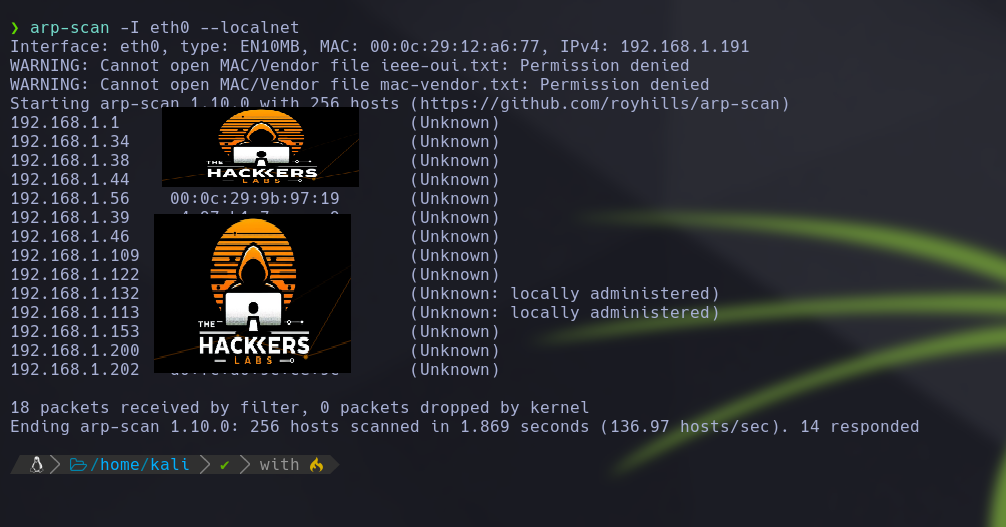 ❯ arp-scan -I eth0 --localnet
Interface: eth0, type: EN10MB, MAC: 00:0c:29:12:a6:77, IPv4: 192.168.1.191
WARNING: Cannot open MAC/Vendor file ieee-oui.txt: Permission denied
WARNING: Cannot open MAC/Vendor file mac-vendor.txt: Permission denied
Starting arp-scan 1.10.0 with 256 hosts (https://github.com/royhills/arp-scan)
192.168.1.1 (Unknown)
192.168.1.34 (Unknown)
192.168.1.38 (Unknown)
192.168.1.44 (Unknown)
THE
HACKERS
LABS
192.168.1.56 00:0c:29:9b:97:19 (Unknown)
192.168.1.39 (Unknown)
192.168.1.46 (Unknown)
192.168.1.109 (Unknown)
192.168.1.122 (Unknown)
192.168.1.132 (Unknown: locally administered)
192.168.1.113 (Unknown: locally administered)
192.168.1.153 (Unknown)
192.168.1.200 (Unknown)
192.168.1.202 (Unknown)
THE
HACKERS
LABS
18 packets received by filter, 0 packets dropped by kernel
Ending arp-scan 1.10.0: 256 hosts scanned in 1.869 seconds (136.97 hosts/sec). 14 responded
/home/kali ✔ with